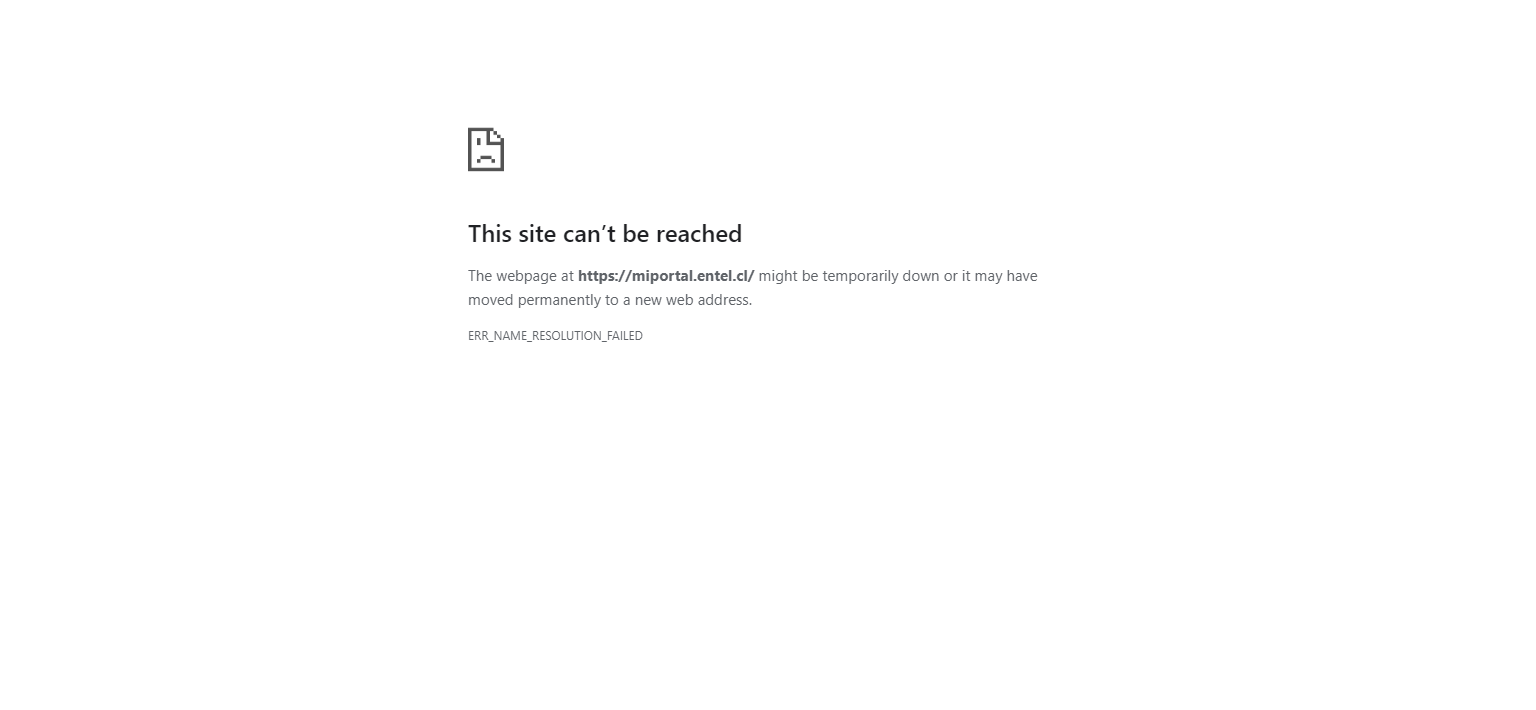 This site can’t be reached
The webpage at https://miportal.entel.cl/ might be temporarily down or it may have
moved permanently to a new web address.
ERR_NAME_RESOLUTION_FAILED